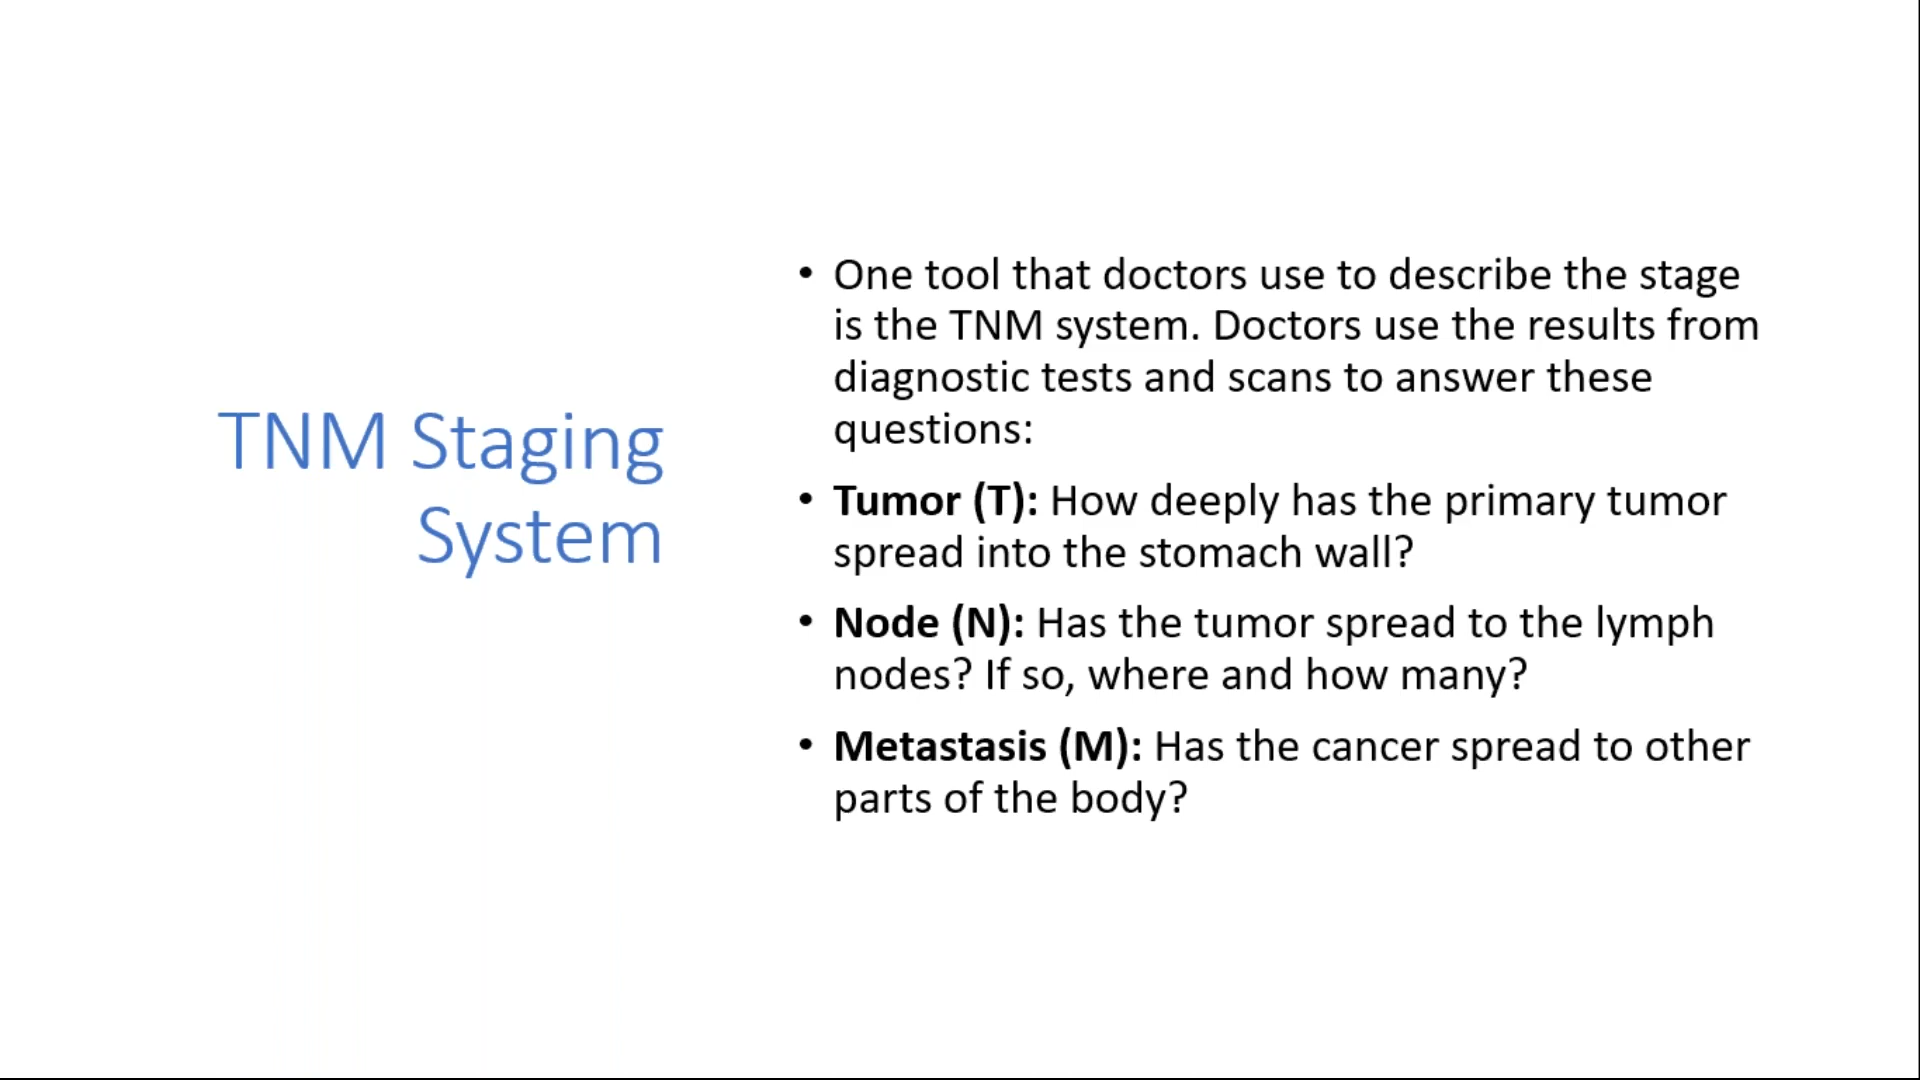 TNM Staging
System
• One tool that doctors use to describe the stage
is the TNM system. Doctors use the results from
diagnostic tests and scans to answer these
questions:
• Tumor (T): How deeply has the primary tumor
spread into the stomach wall?
• Node (N): Has the tumor spread to the lymph
nodes? If so, where and how many?
• Metastasis (M): Has the cancer spread to other
parts of the body?